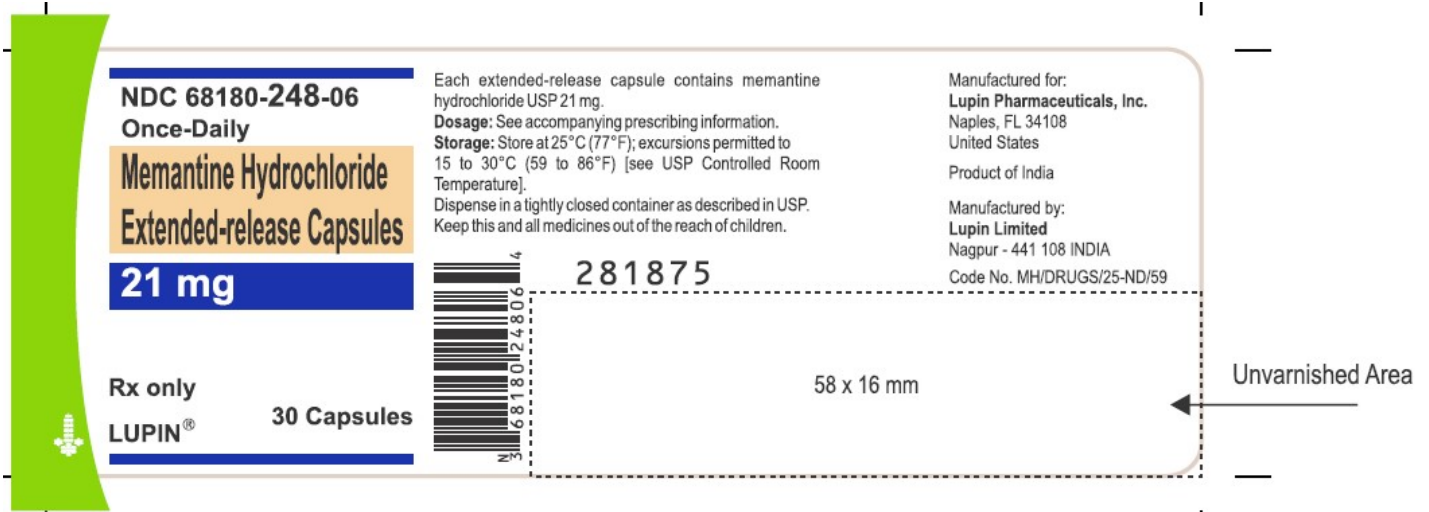 NDC 68180-248-06
Once-Daily
Memantine Hydrochloride
Extended-release Capsules
21 mg
Rx only
30 Capsules
LUPIN®
Each extended-release capsule contains memantine
hydrochloride USP 21 mg.
Dosage: See accompanying prescribing information.
Storage: Store at 25°C (77°F); excursions permitted to
15 to 30°C (59 to 86°F) [see USP Controlled Room
Temperature].
Dispense in a tightly closed container as described in USP.
Keep this and all medicines out of the reach of children.
N
3 68180 24806 4
281875
Manufactured for:
Lupin Pharmaceuticals, Inc.
Naples, FL 34108
United States
Product of India
Manufactured by:
Lupin Limited
Nagpur - 441 108 INDIA
Code No. MH/DRUGS/25-ND/59
58 x 16 mm
Unvarnished Area